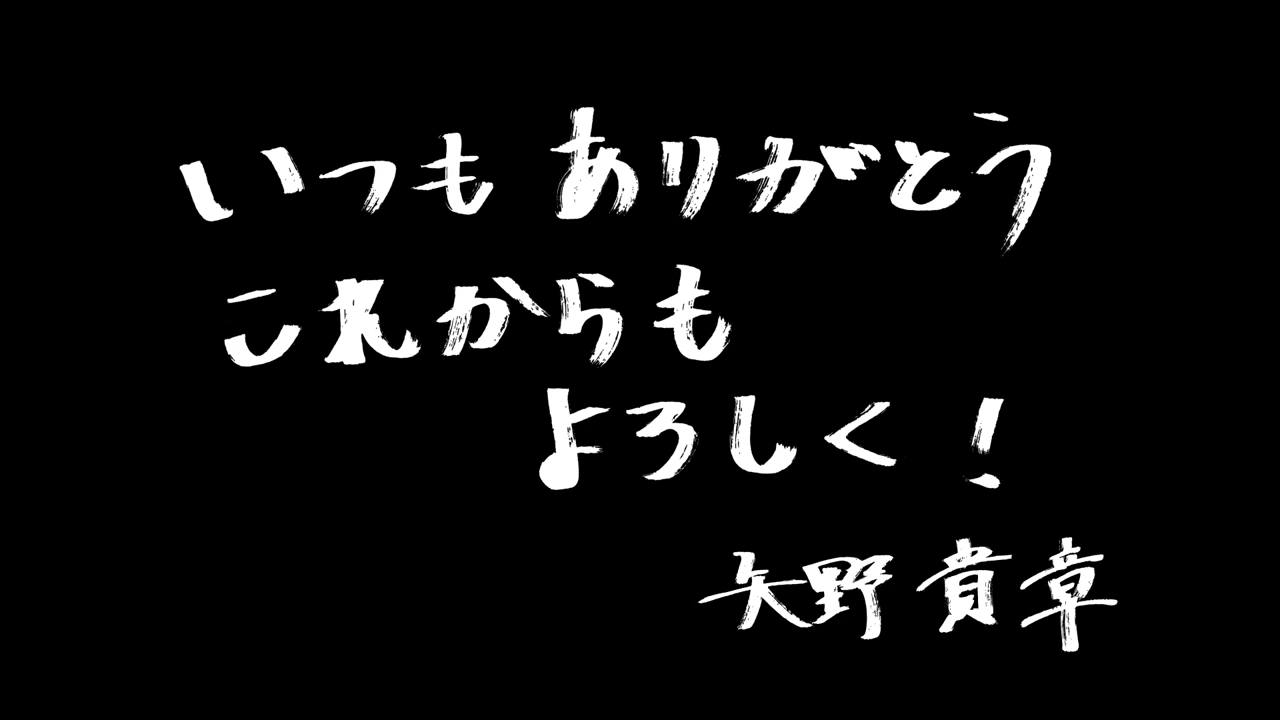 いつもありがとう
これからも
よろしく!
矢野貴章